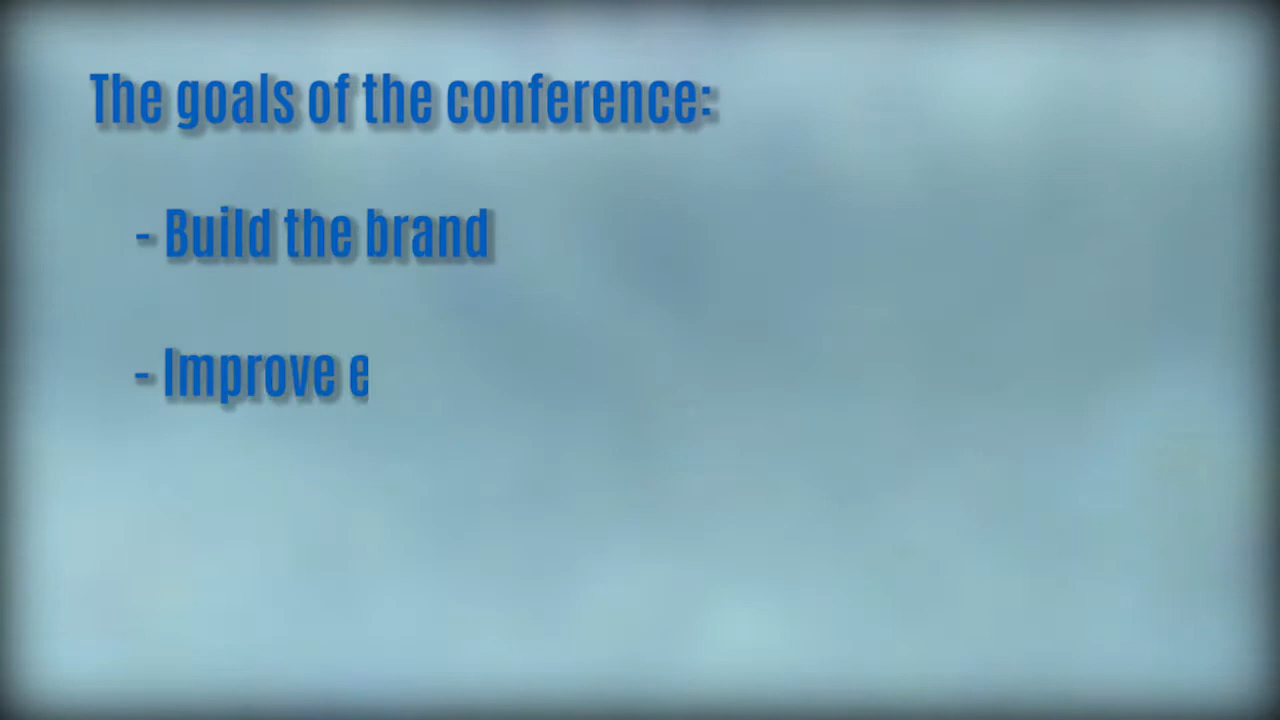 The goals of the conference:
- Build the brand
- Improve e